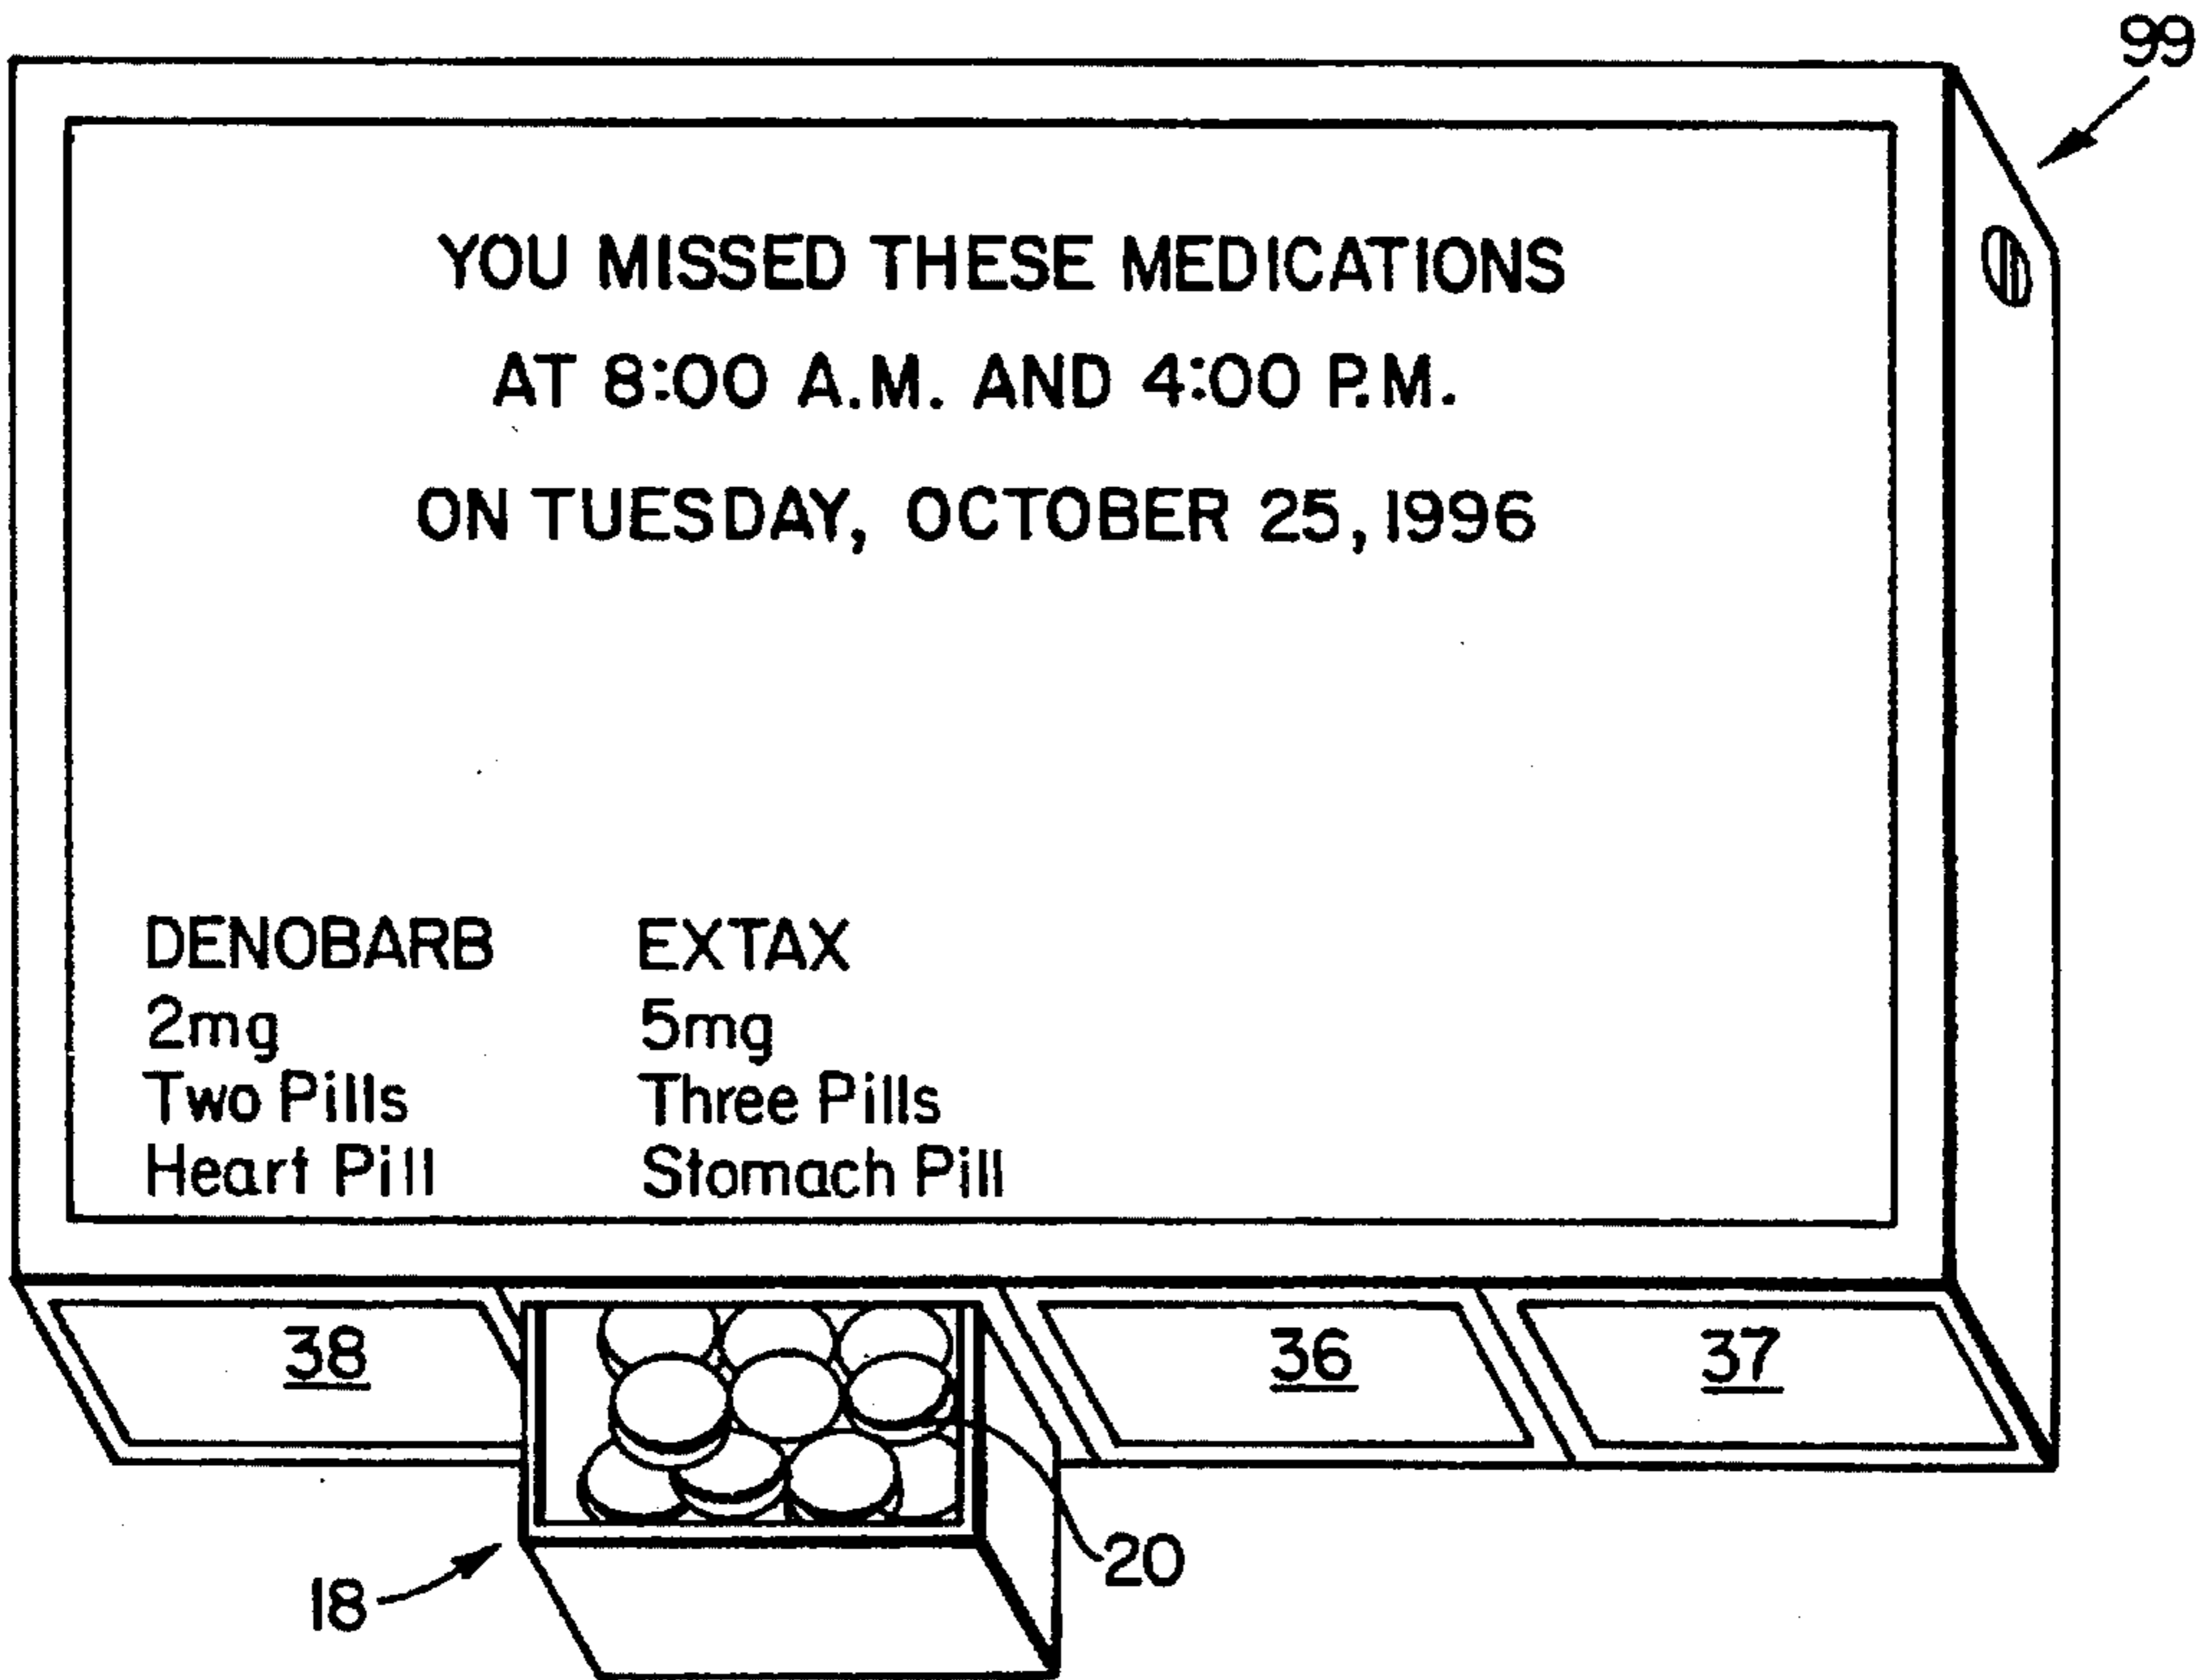 99
YOU MISSED THESE MEDICATIONS
AT 8:00 A.M. AND 4:00 P.M.
ON TUESDAY, OCTOBER 25, 1996
DENOBARB
2mg
Two Pills
Heart Pill
EXTAX
5mg
Three Pills
Stomach Pill
38
36
37
18
20